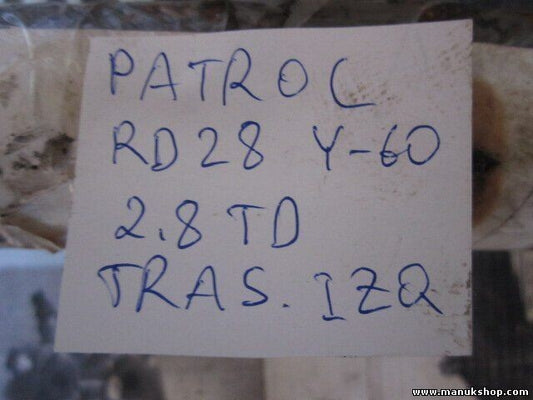 PATROL
RD28 Y-60
2.8 TD
TRAS. IZQ
www.manukshop.com